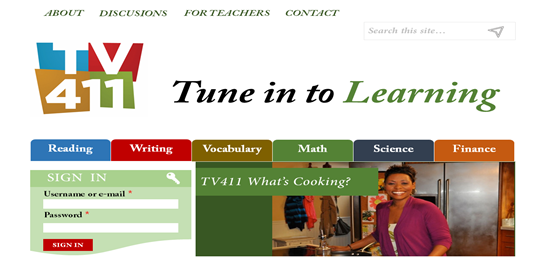 ABOUT DISCUSIONS FOR TEACHERS CONTACT
Search this site...
TV
411
Tune in to Learning
Reading Writing Vocabulary Math Science Finance
SIGN IN
Username or e-mail *
Password *
SIGN IN
TV411 What's Cooking?